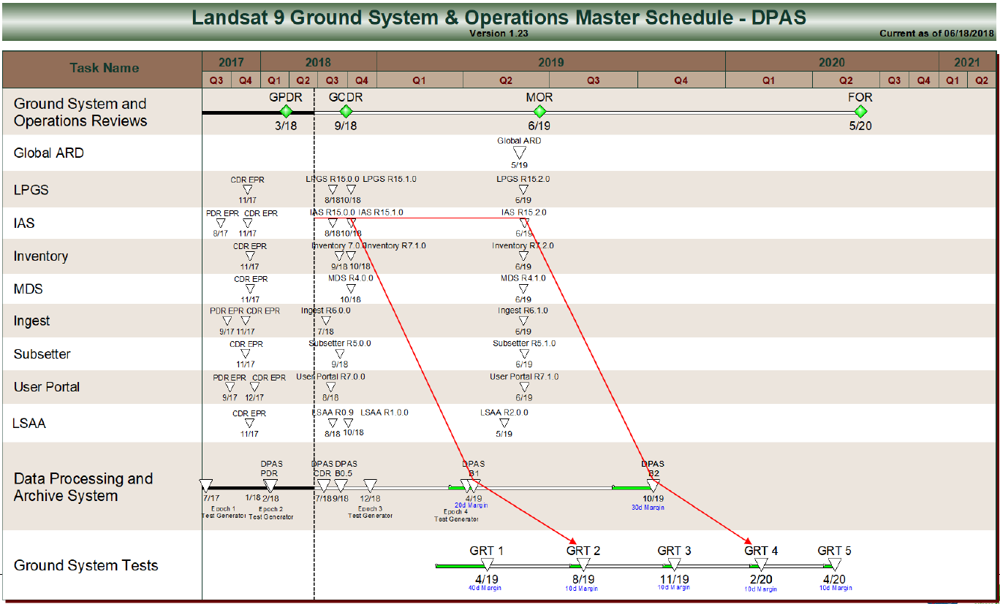 Landsat 9 Ground System & Operations Master Schedule - DPAS
Version 1.23
Current as of 06/18/2018
Task Name
2017 2018 2019 2020 2021
Q3 Q4 Q1 Q2 Q3 Q4 Q1 Q2 Q3 Q4 Q1 Q2 Q3 Q4 Q1 Q2
Ground System and
Operations Reviews
GPDR GCDR MOR FOR
3/18 9/18 6/19 5/20
Global ARD
Global ARD
5/19
LPGS
CDR EPR LPGS R15.0.0 LPGS R15.1.0 LPGS R15.2.0
11/17 8/18 10/18 6/19
IAS
PDR EPR CDR EPR IAS R15.0.0 IAS R15.1.0 IAS R15.2.0
8/17 11/17 8/18 10/18 6/19
Inventory
CDR EPR Inventory 7.0.0 Inventory R7.1.0 Inventory R7.2.0
11/17 9/18 10/18 6/19
MDS
CDR EPR MDS R4.0.0 MDS R4.1.0
11/17 10/18 6/19
Ingest
PDR EPR CDR EPR Ingest R6.0.0 Ingest R6.1.0
9/17 11/17 7/18 6/19
Subsetter
CDR EPR Subsetter R5.0.0 Subsetter R5.1.0
11/17 9/18 6/19
User Portal
PDR EPR CDR EPR User Portal R7.0.0 User Portal R7.1.0
9/17 12/17 8/18 6/19
LSAA
CDR EPR LSAA R0.9 LSAA R1.0.0 LSAA R2.0.0
11/17 8/18 10/18 5/19
Data Processing and
Archive System
DPAS DPAS DPAS DPAS DPAS
PDR CDR B0.5 B1 B2
7/17 1/18 2/18 7/18 9/18 12/18 4/19 10/19
20d Margin 30d Margin
Epoch 1 Epoch 2 Epoch 3 Epoch 4
Test Generator Test Generator Test Generator Test Generator
Ground System Tests
GRT 1 GRT 2 GRT 3 GRT 4 GRT 5
4/19 8/19 11/19 2/20 4/20
40d Margin 10d Margin 10d Margin 10d Margin 10d Margin